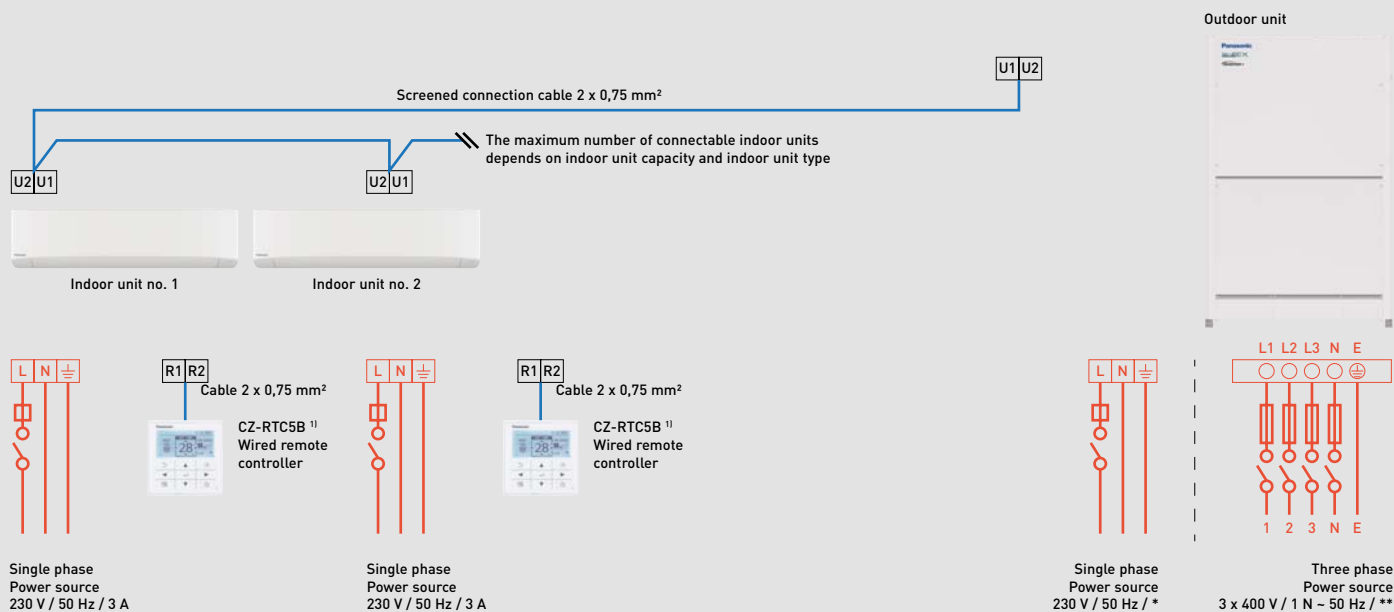 Outdoor unit
Panasonic
U1 U2
Screened connection cable 2 x 0,75 mm²
The maximum number of connectable indoor units
depends on indoor unit capacity and indoor unit type
U2 U1
U2 U1
Indoor unit no. 1
Indoor unit no. 2
L N
R1 R2
Cable 2 x 0,75 mm²
CZ-RTC5B ¹⁾
Wired remote
controller
28
L N
R1 R2
Cable 2 x 0,75 mm²
CZ-RTC5B ¹⁾
Wired remote
controller
28
L N
L1 L2 L3 N E
1 2 3 N E
Single phase
Power source
230 V / 50 Hz / 3 A
Single phase
Power source
230 V / 50 Hz / 3 A
Single phase
Power source
230 V / 50 Hz / *
Three phase
Power source
3 x 400 V / 1 N ~ 50 Hz / **